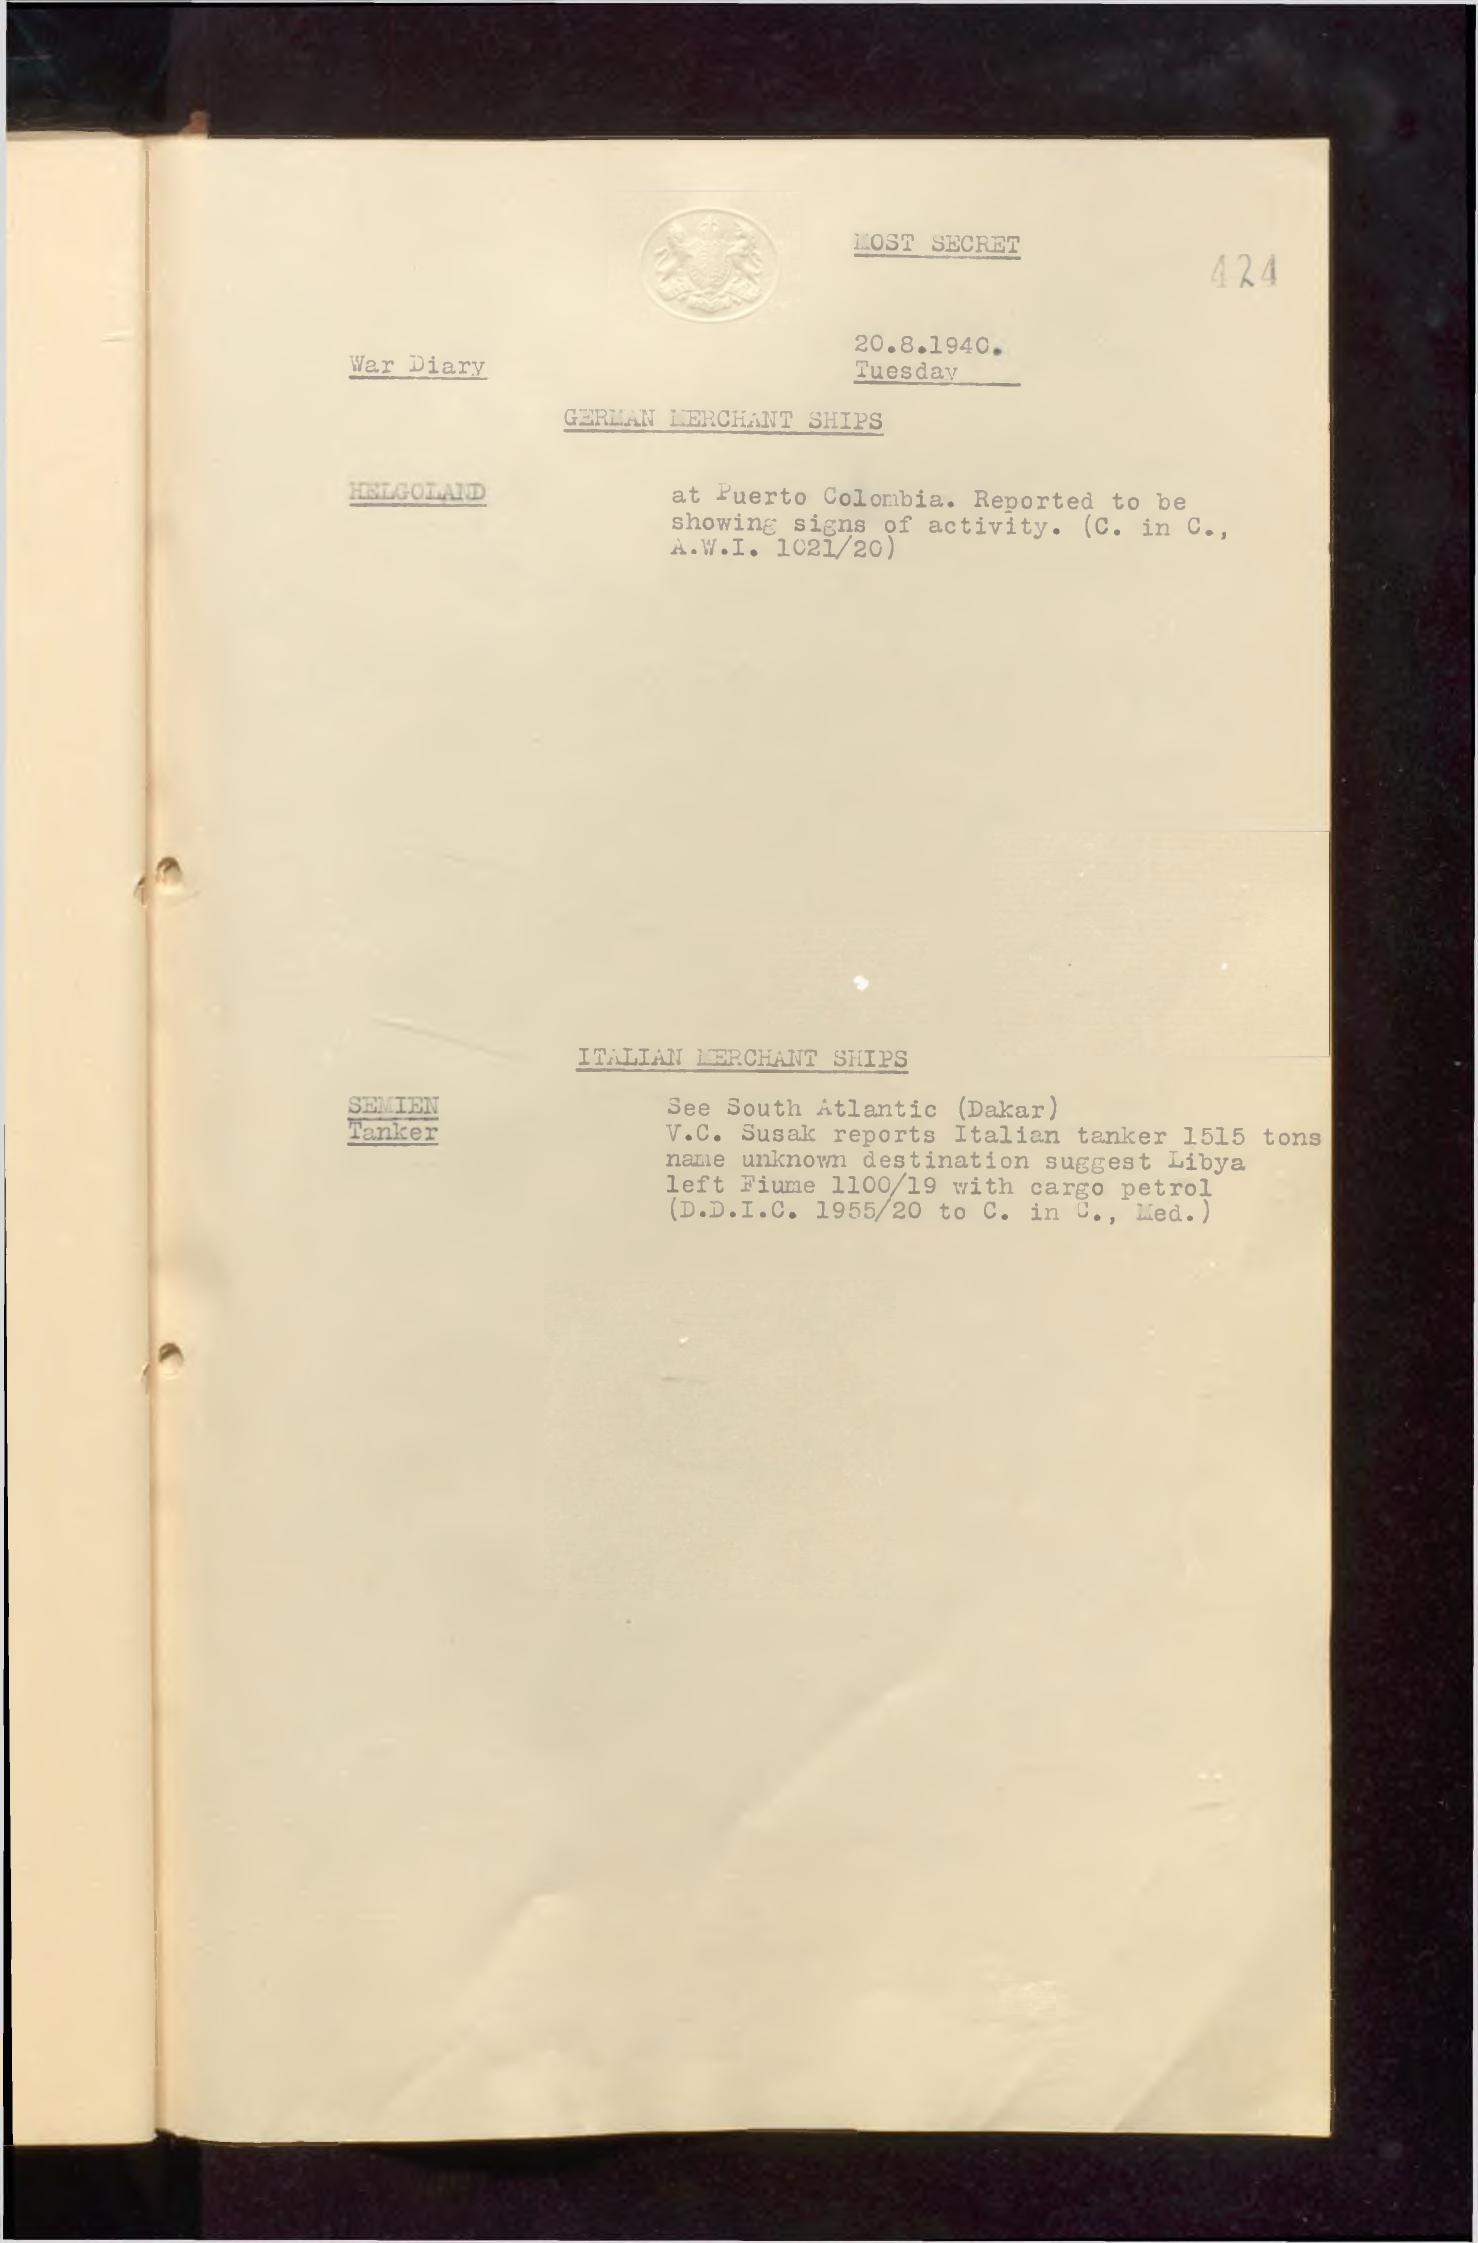 MOST SECRET
424
War Diary
20.8.1940.
Tuesday
GERMAN MERCHANT SHIPS
HELGOLAND
at Puerto Colombia. Reported to be
showing signs of activity. (C. in C.,
A.W.I. 1021/20)
ITALIAN MERCHANT SHIPS
SEMIEN
See South Atlantic (Dakar)
Tanker
V.C. Susak reports Italian tanker 1515 tons
name unknown destination suggest Libya
left Fiume 1100/19 with cargo petrol
(D.D.I.C. 1955/20 to C. in C., Med.)